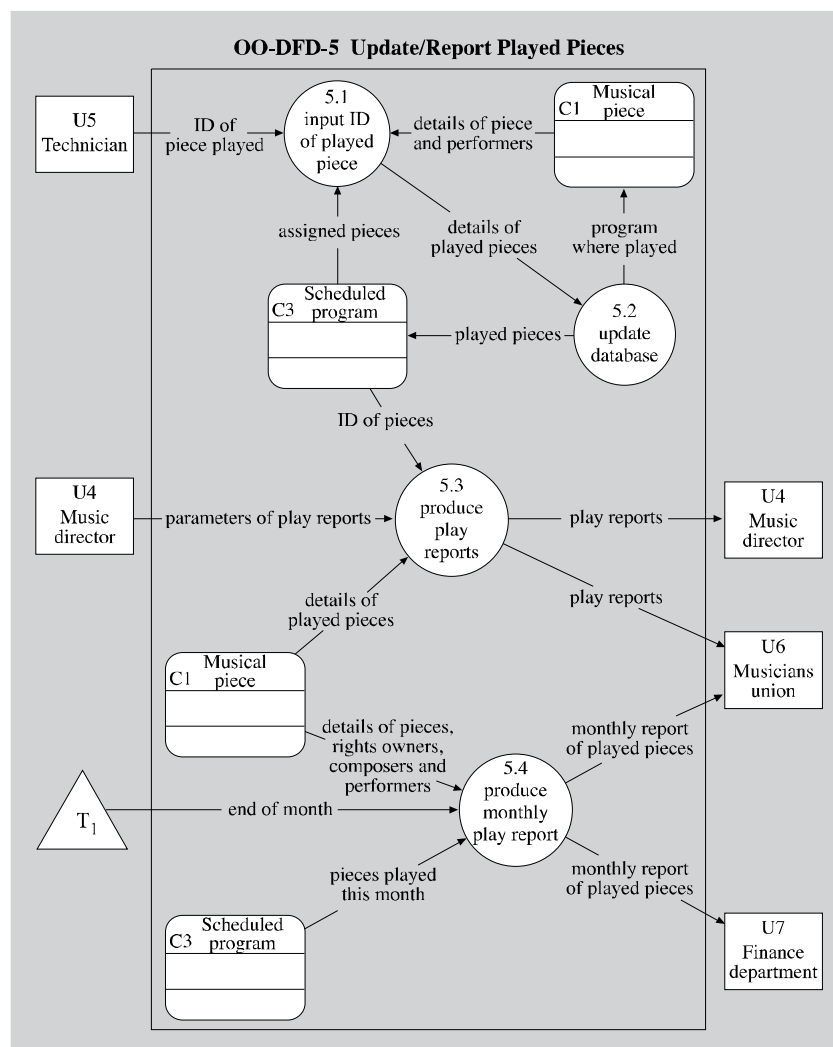 OO-DFD-5 Update/Report Played Pieces
U5
Technician
ID of
piece played
5.1
input ID
of played
piece
details of piece
and performers
C1
Musical
piece
assigned pieces
details of
played pieces
program
where played
C3
Scheduled
program
played pieces
5.2
update
database
ID of pieces
U4
Music
director
parameters of play reports
5.3
produce
play
reports
play reports
U4
Music
director
details of
played pieces
play reports
C1
Musical
piece
U6
Musicians
union
details of pieces,
rights owners,
composers and
performers
monthly report
of played pieces
T1
end of month
5.4
produce
monthly
play report
pieces played
this month
monthly report
of played pieces
C3
Scheduled
program
U7
Finance
department